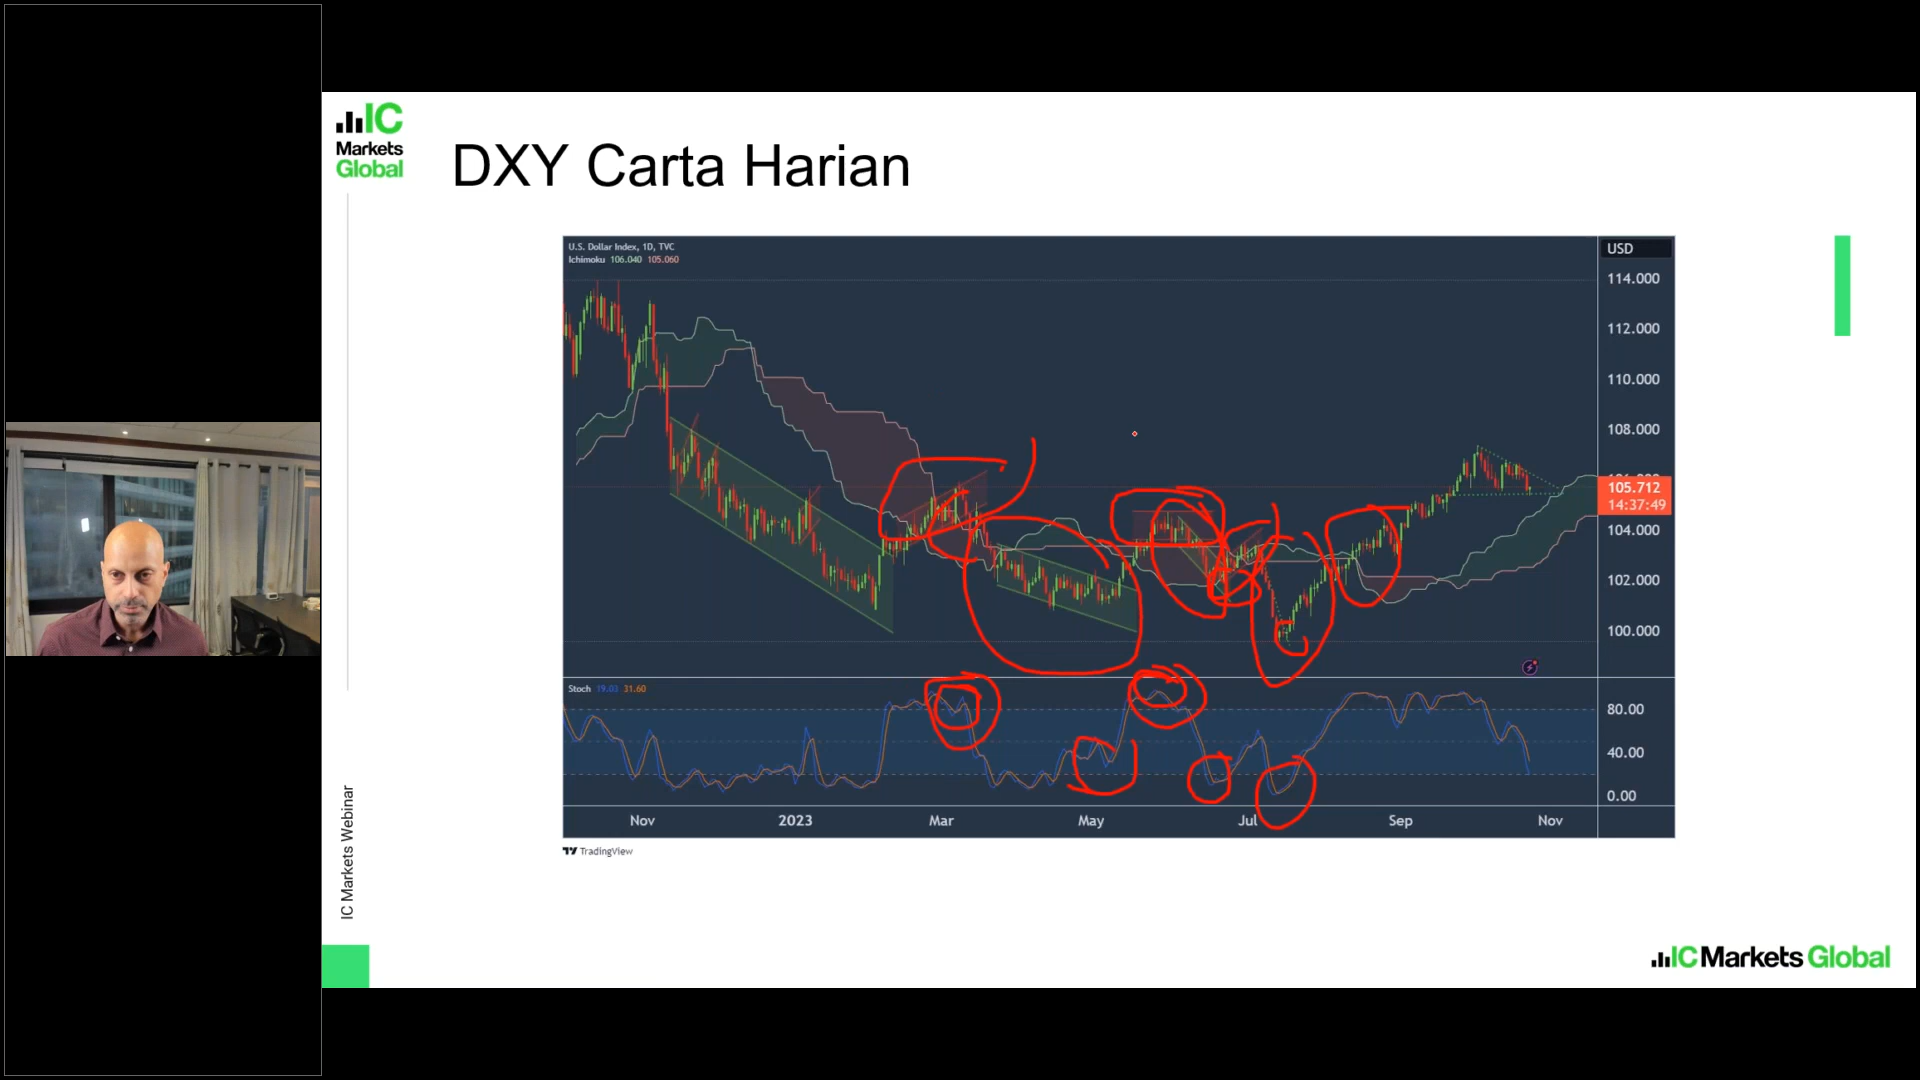 IC
Markets
Global
DXY Carta Harian
U.S. Dollar Index, 1D, TVC
Ichimoku 106.040 105.060
USD
114.000
112.000
110.000
108.000
105.712
14:37:49
104.000
102.000
100.000
Stoch 19.03 31.60
80.00
40.00
0.00
Nov 2023 Mar May Jul Sep Nov
TradingView
IC Markets Webinar
IC Markets Global